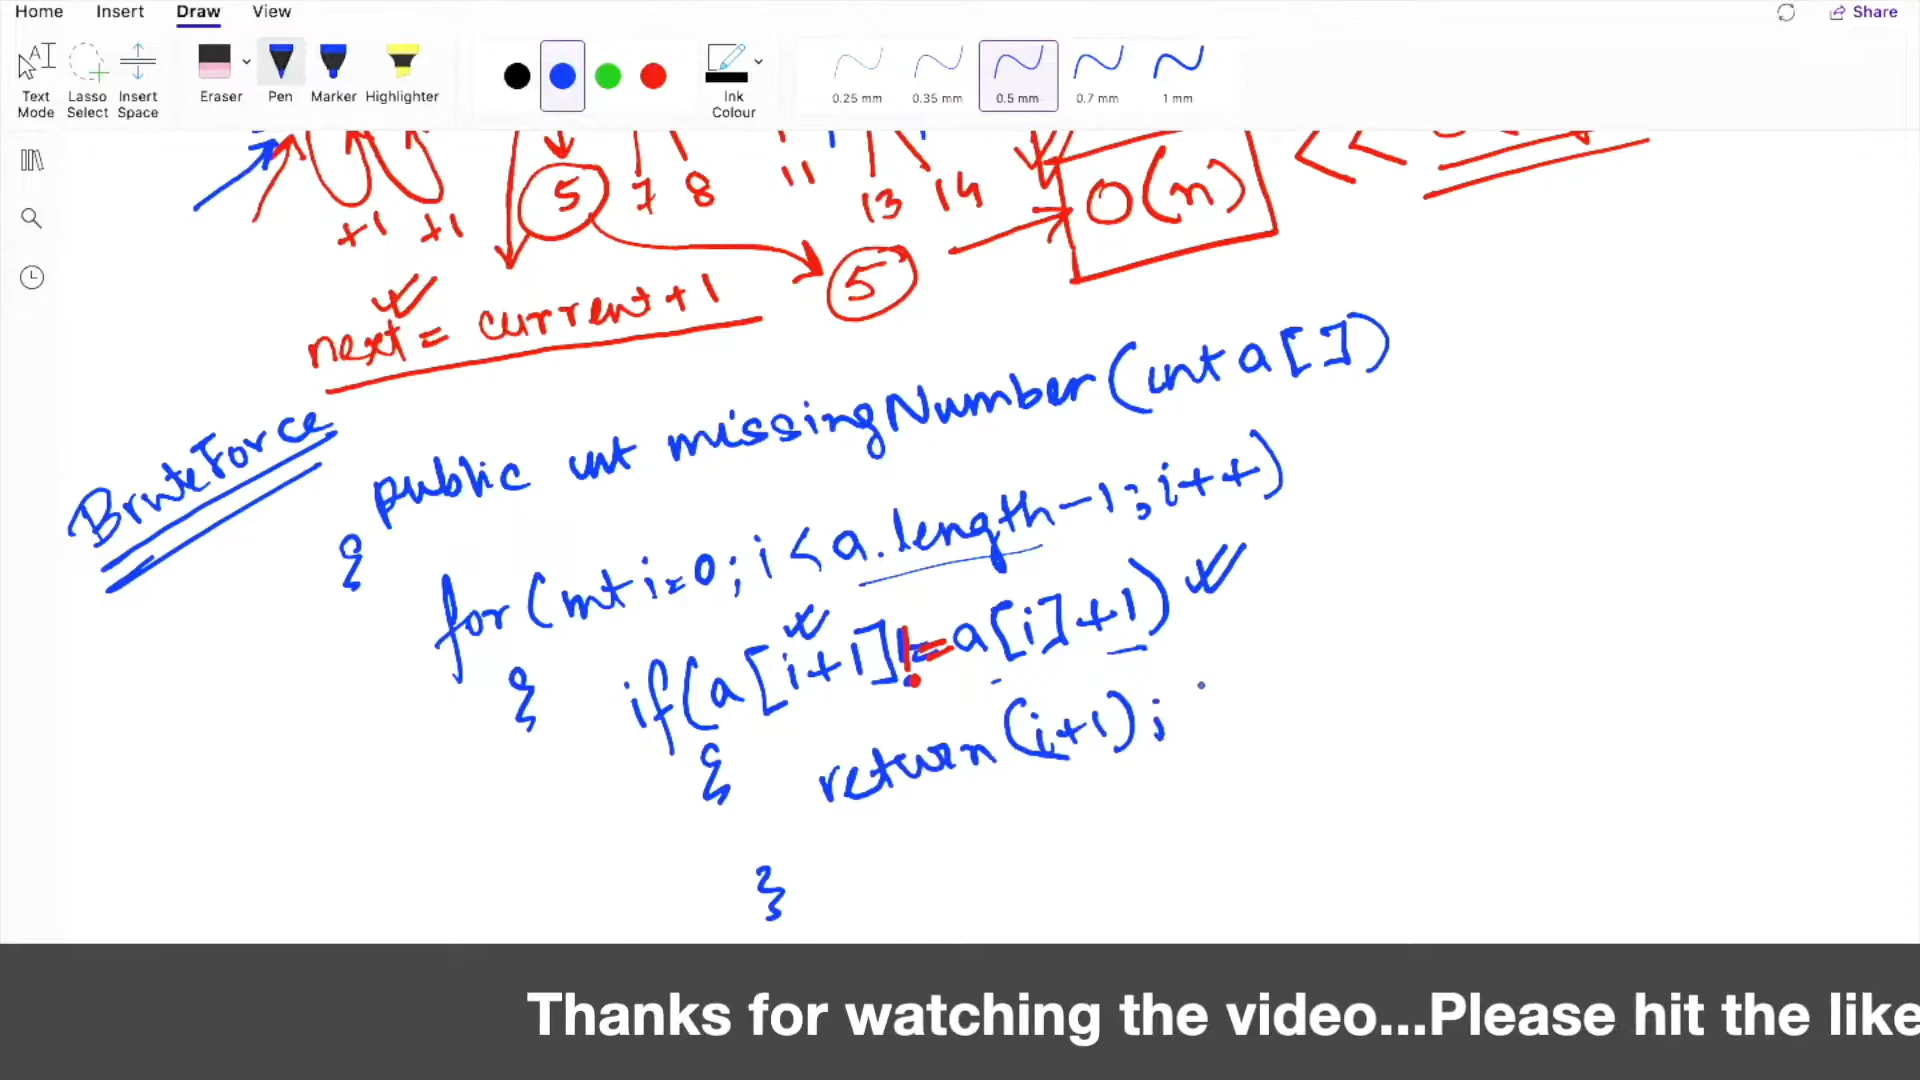 Home Insert Draw View Share
Text Mode Lasso Select Insert Space Eraser Pen Marker Highlighter Ink Colour 0.25 mm 0.35 mm 0.5 mm 0.7 mm 1 mm
+1 +1 5 7 8 11 13 14 O(n) <<
5
next = current+1
BruteForce
public int missingNumber(int a[])
{
for(int i=0; i<a.length-1; i++)
{ if(a[i+1]!=a[i]+1)
{ return (i+1);
}
Thanks for watching the video...Please hit the like